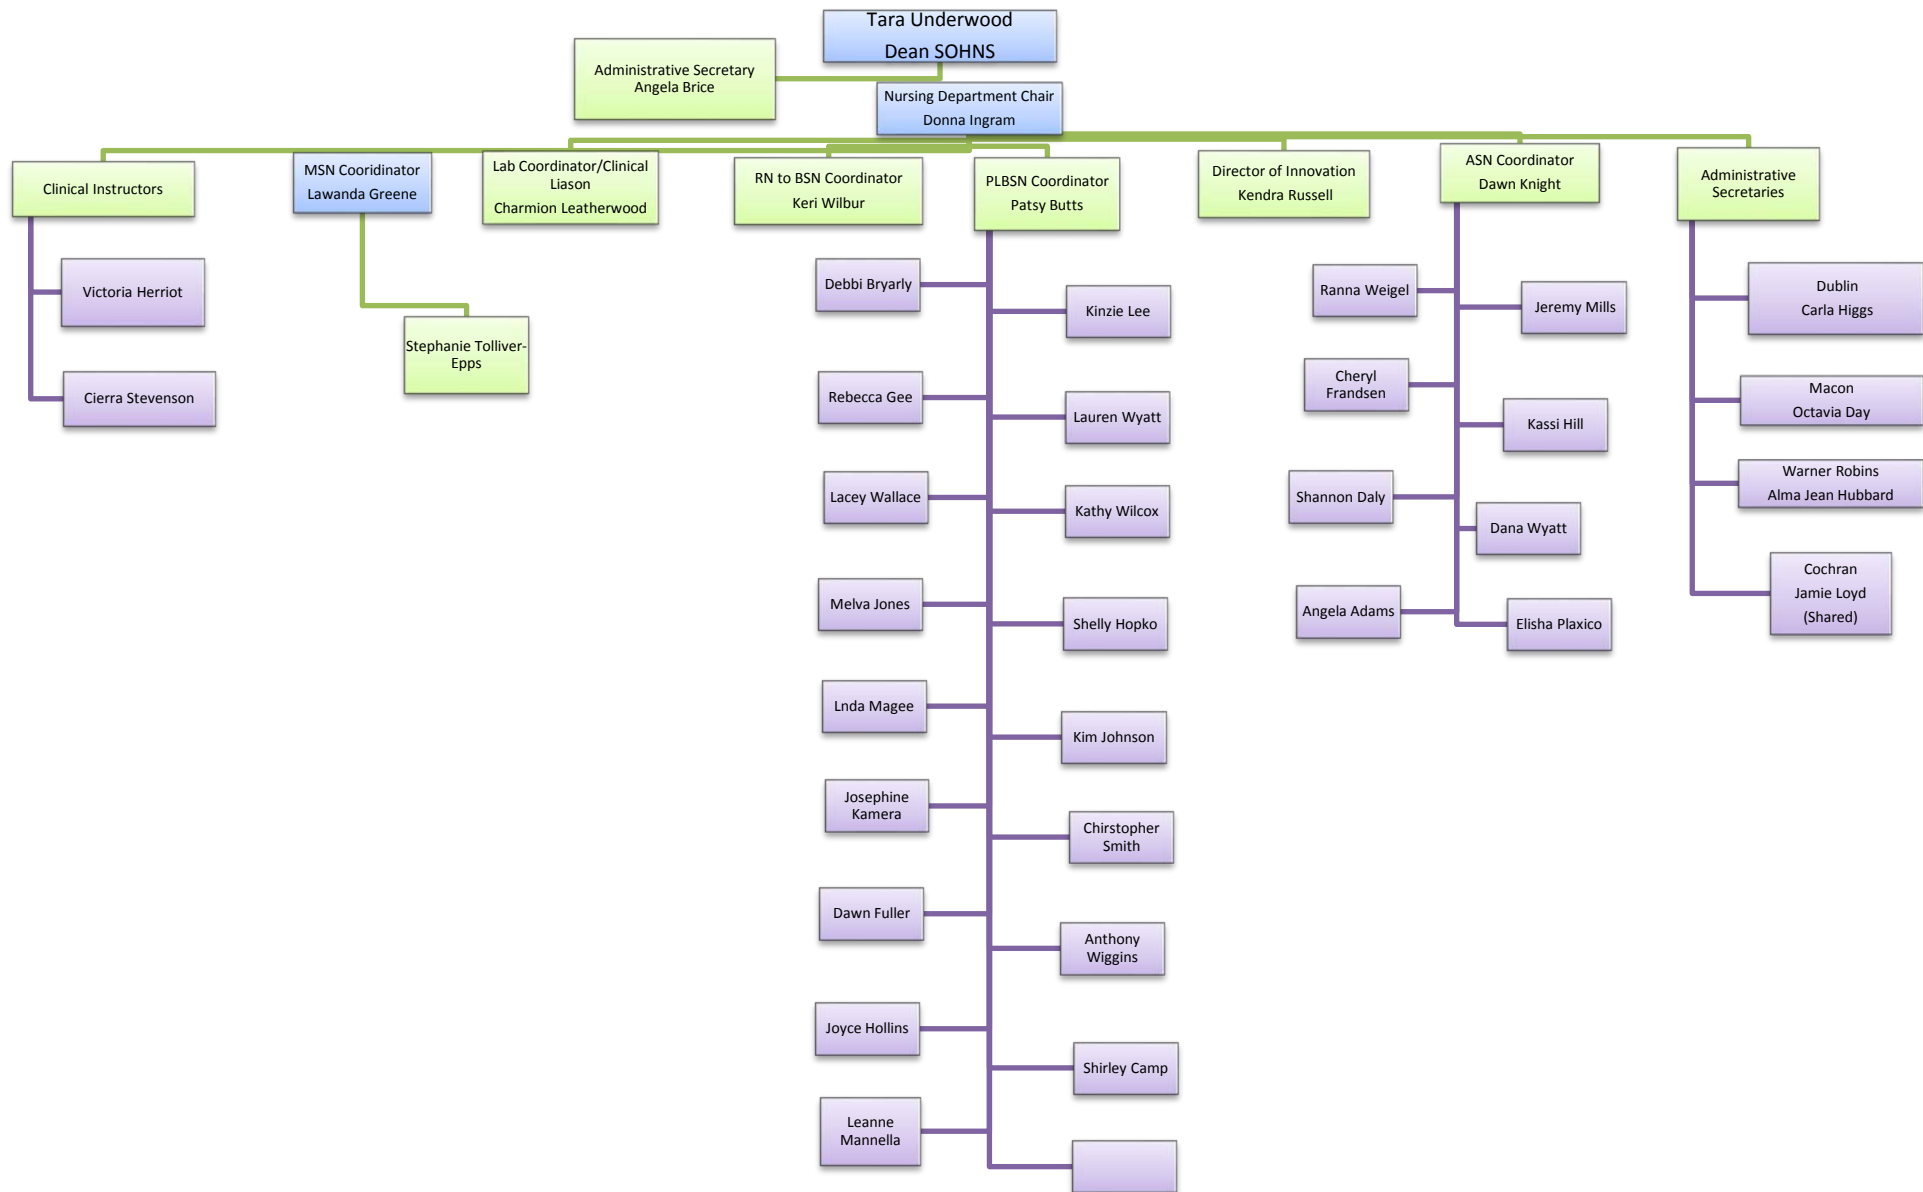 Tara Underwood
Dean SOHNS
Administrative Secretary
Angela Brice
Nursing Department Chair
Donna Ingram
Clinical Instructors
MSN Cooridinator
Lawanda Greene
Lab Coordinator/Clinical
Liason
Charmion Leatherwood
RN to BSN Coordinator
Keri Wilbur
PLBSN Coordinator
Patsy Butts
Director of Innovation
Kendra Russell
ASN Coordinator
Dawn Knight
Administrative
Secretaries
Victoria Herriot
Cierra Stevenson
Stephanie Tolliver-
Epps
Debbi Bryarly
Kinzie Lee
Rebecca Gee
Lauren Wyatt
Lacey Wallace
Kathy Wilcox
Melva Jones
Shelly Hopko
Lnda Magee
Kim Johnson
Josephine
Kamera
Chirstopher
Smith
Dawn Fuller
Anthony
Wiggins
Joyce Hollins
Shirley Camp
Leanne
Mannella
Ranna Weigel
Jeremy Mills
Cheryl
Frandsen
Kassi Hill
Shannon Daly
Dana Wyatt
Angela Adams
Elisha Plaxico
Dublin
Carla Higgs
Macon
Octavia Day
Warner Robins
Alma Jean Hubbard
Cochran
Jamie Loyd
(Shared)